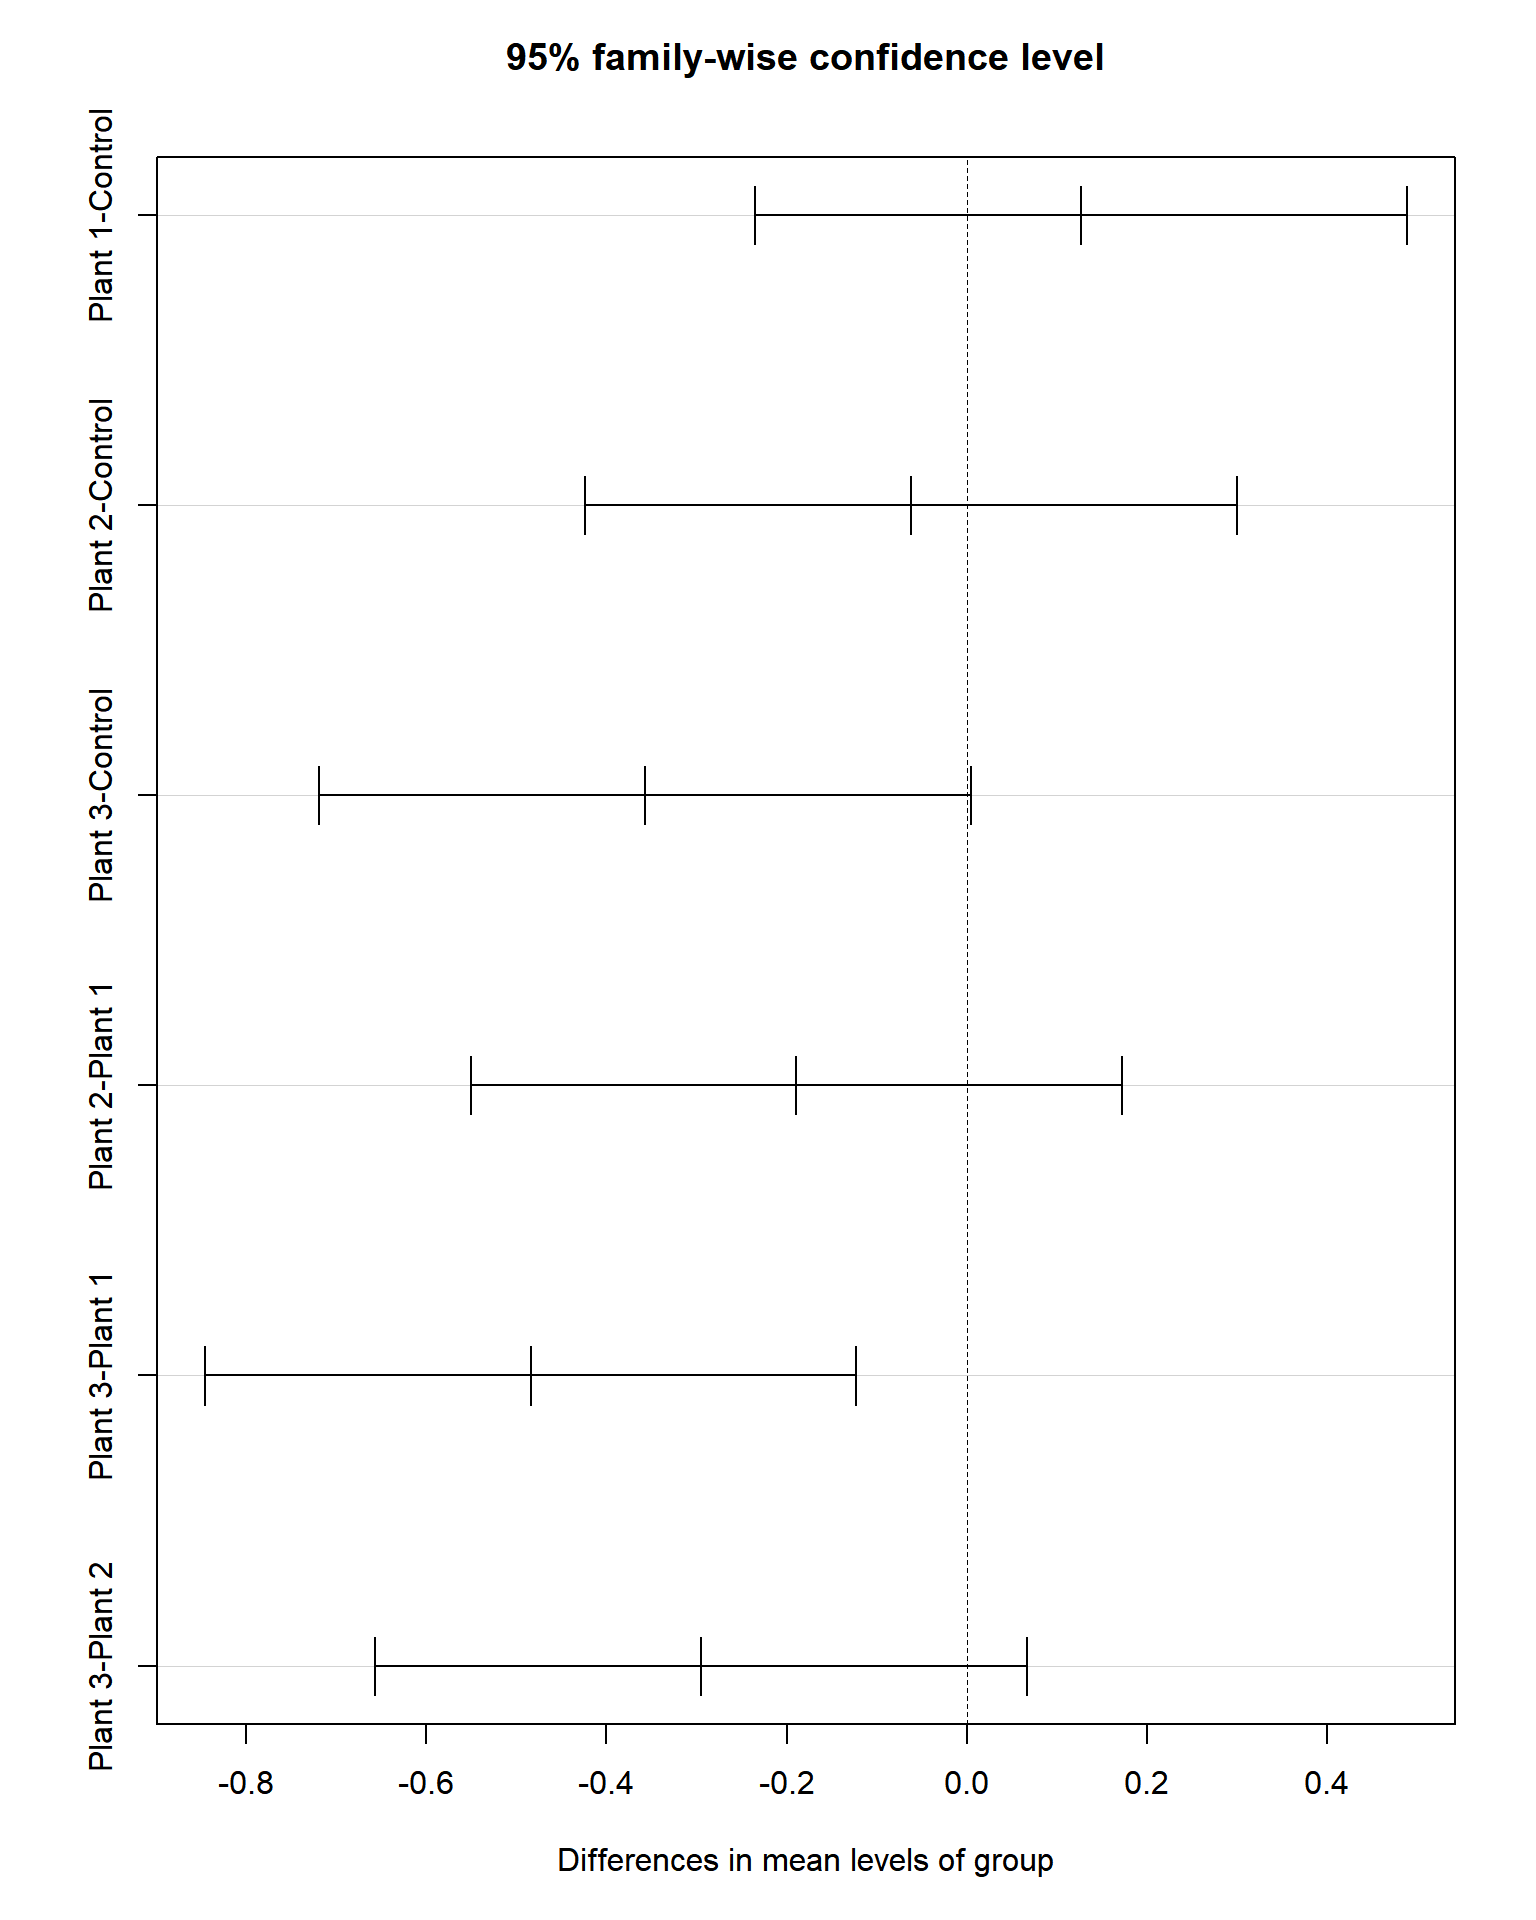 95% family-wise confidence level
Plant 1-Control
Plant 2-Control
Plant 3-Control
Plant 2-Plant 1
Plant 3-Plant 1
Plant 3-Plant 2
-0.8 -0.6 -0.4 -0.2 0.0 0.2 0.4
Differences in mean levels of group